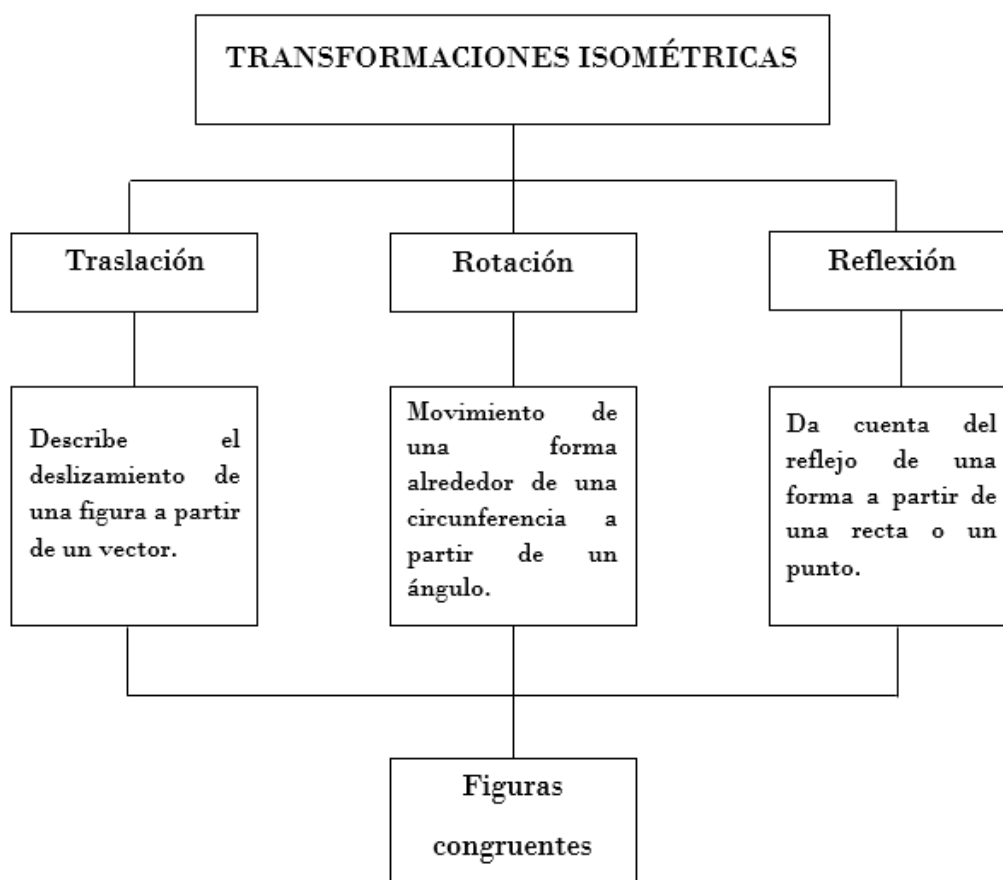 TRANSFORMACIONES ISOMÉTRICAS
Traslación
Rotación
Reflexión
Describe el
deslizamiento de
una figura a partir
de un vector.
Movimiento de
una forma
alrededor de una
circunferencia a
partir de un
ángulo.
Da cuenta del
reflejo de una
forma a partir de
una recta o un
punto.
Figuras
congruentes